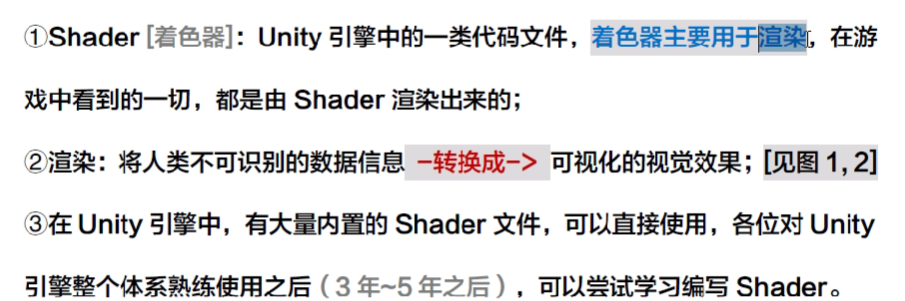 ①Shader [着色器]：Unity 引擎中的一类代码文件，着色器主要用于渲染，在游
戏中看到的一切，都是由 Shader 渲染出来的；
②渲染：将人类不可识别的数据信息 -转换成-> 可视化的视觉效果；[见图 1, 2]
③在 Unity 引擎中，有大量内置的 Shader 文件，可以直接使用，各位对 Unity
引擎整个体系熟练使用之后（3 年~5 年之后），可以尝试学习编写 Shader。